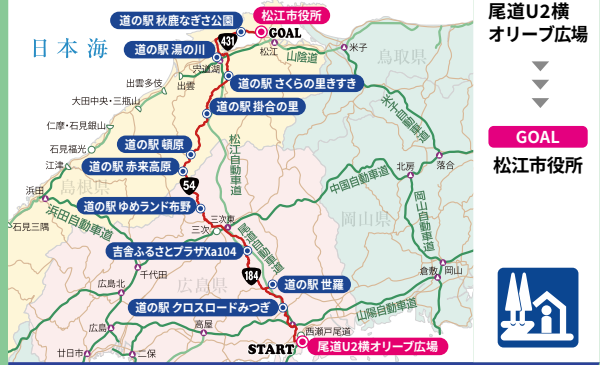 道の駅 秋鹿なぎさ公園
松江市役所
GOAL
431
道の駅 湯の川
日本海
松江
米子
鳥取県
山陰道
宍道湖
出雲
出雲多伎
道の駅 さくらの里きすき
大田中央・三瓶山
道の駅 掛合の里
米子自動車道
仁摩・石見銀山
道の駅 頓原
松江自動車道
石見福光
道の駅 赤来高原
江津
北房
落合
54
中国自動車道
島根県
浜田
道の駅 ゆめランド布野
岡山自動車道
浜田自動車道
三次東
三次
岡山県
石見三隅
尾道自動車道
吉舎ふるさとプラザXa104
千代田
184
岡山
倉敷
広島県
広島北
道の駅 世羅
道の駅 クロスロードみつぎ
山陽自動車道
広島
高屋
西瀬戸尾道
廿日市
二保
START
尾道U2横オリーブ広場
尾道U2横
オリーブ広場
GOAL
松江市役所